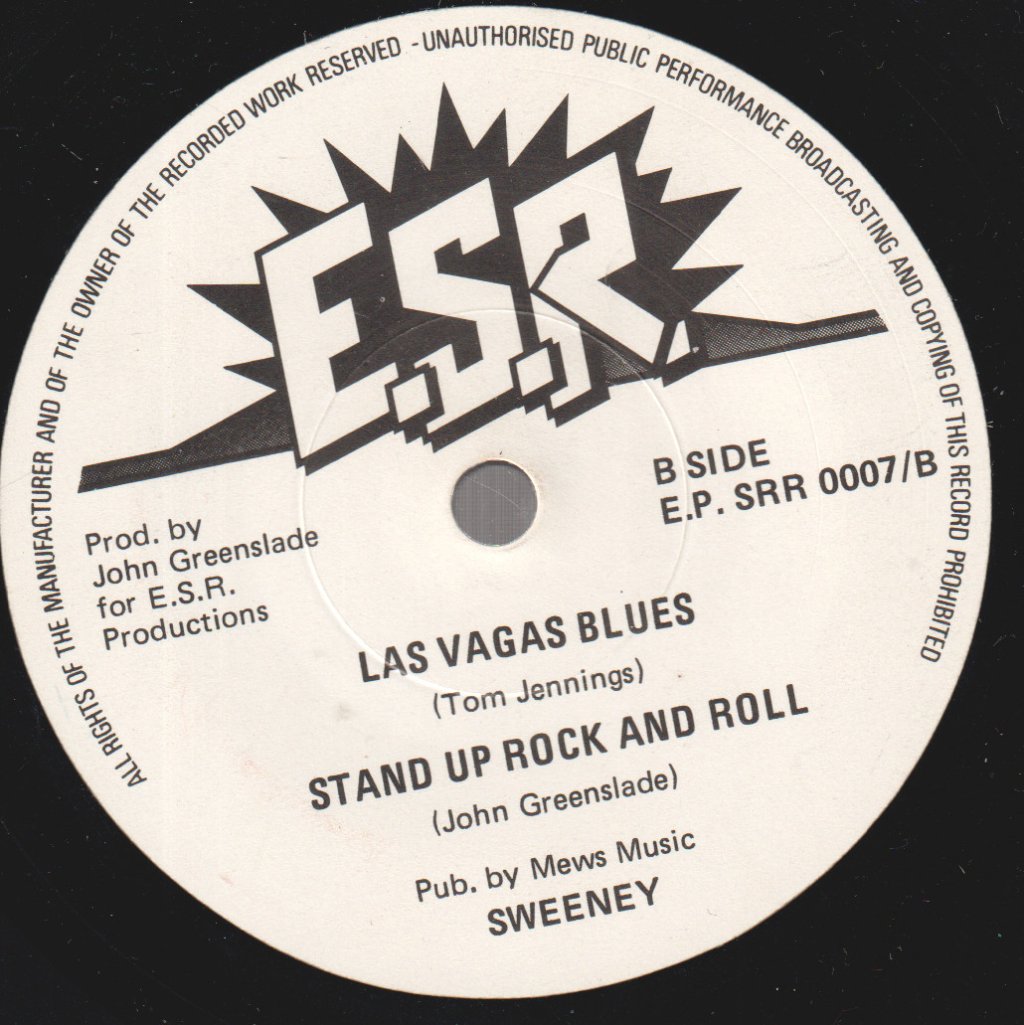 ALL RIGHTS OF THE MANUFACTURER AND OF THE OWNER OF THE RECORDED WORK RESERVED - UNAUTHORISED PUBLIC PERFORMANCE BROADCASTING AND COPYING OF THIS RECORD PROHIBITED
E.S.R.
B SIDE
E.P. SRR 0007/B
Prod. by
John Greenslade
for E.S.R.
Productions
LAS VAGAS BLUES
(Tom Jennings)
STAND UP ROCK AND ROLL
(John Greenslade)
Pub. by Mews Music
SWEENEY